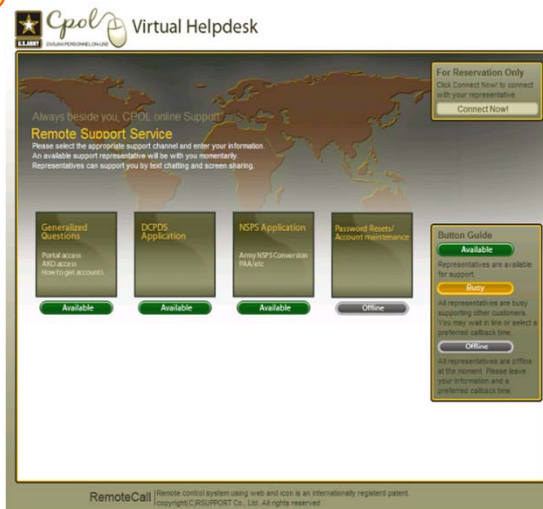 Cpol Virtual Helpdesk
U.S.ARMY
CIVILIAN PERSONNEL ON LINE
For Reservation Only
Click Connect Now! to connect
with your representative.
Connect Now!
Always beside you, CPOL online Support
Remote Support Service
Please select the appropriate support channel and enter your information.
An available support representative will be with you momentarily.
Representatives can support you by text chatting and screen sharing.
Generalized
Questions
Portal access
AKO access
How to get accounts
Available
DCPDS
Application
Available
NSPS Application
Army NSPS Conversion
PAA/etc
Available
Password Resets/
Account maintenance
Offline
Button Guide
Available
Representatives are available
for support.
Busy
All representatives are busy
supporting other customers.
You may wait in line or select a
preferred callback time.
Offline
All representatives are offline
at the moment. Please leave
your information and a
preferred callback time.
RemoteCall
Remote control system using web and icon is an internationally registerd patent.
copyright(C)RSUPPORT Co., Ltd. All rights reserved